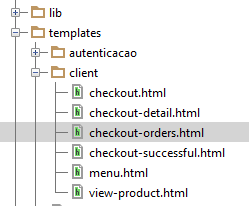 lib
templates
autenticacao
client
checkout.html
checkout-detail.html
checkout-orders.html
checkout-successful.html
menu.html
view-product.html